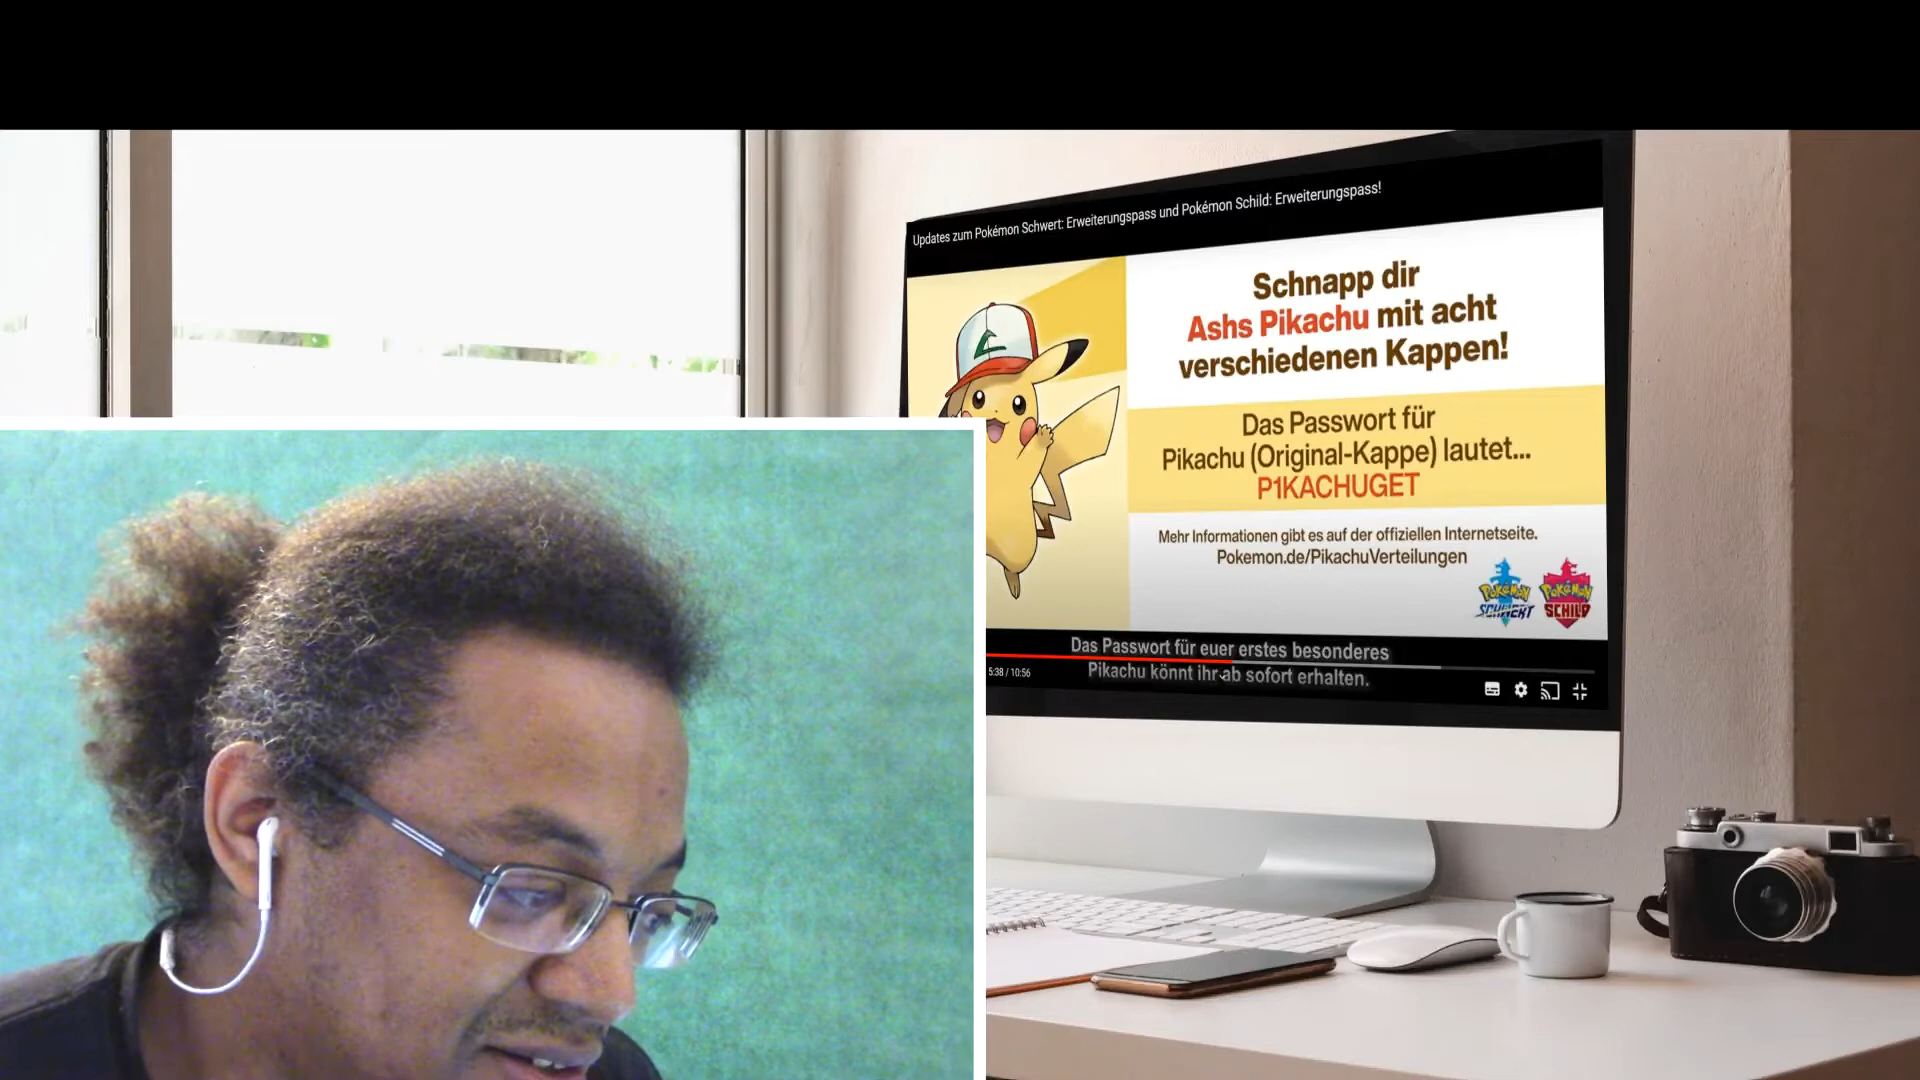 Updates zum Pokémon Schwert: Erweiterungspass und Pokémon Schild: Erweiterungspass!
Schnapp dir
Ashs Pikachu mit acht
verschiedenen Kappen!
Das Passwort für
Pikachu (Original-Kappe) lautet...
P1KACHUGET
Mehr Informationen gibt es auf der offiziellen Internetseite.
Pokemon.de/PikachuVerteilungen
POKéMON
SCHWERT
POKéMON
SCHILD
Das Passwort für euer erstes besonderes
Pikachu könnt ihr ab sofort erhalten.
5:38 / 10:56